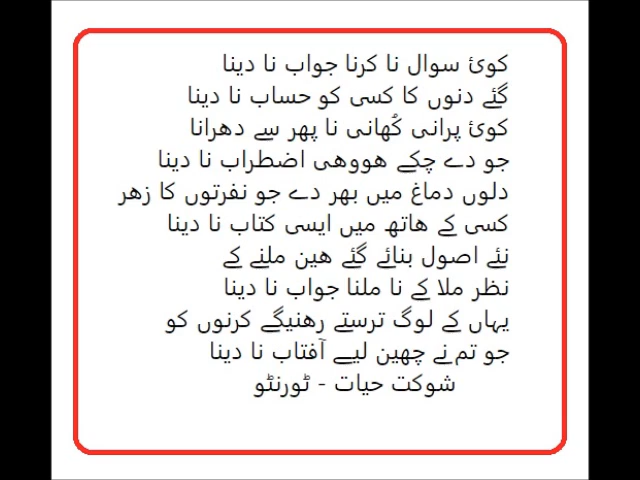 کوئ سوال نا کرنا جواب نا دینا
گئے دنوں کا کسی کو حساب نا دینا
کوئ پرانی کُھانی نا پھر سے دھرانا
جو دے چکے ھووھی اضطراب نا دینا
دلوں دماغ میں بھر دے جو نفرتوں کا زھر
کسی کے ھاتھ میں ایسی کتاب نا دینا
نئے اصول بنائے گئے ھین ملنے کے
نظر ملا کے نا ملنا جواب نا دینا
یہاں کے لوگ ترستے رھنیگے کرنوں کو
جو تم نے چھین لیے آفتاب نا دینا
شوکت حیات - ٹورنٹو